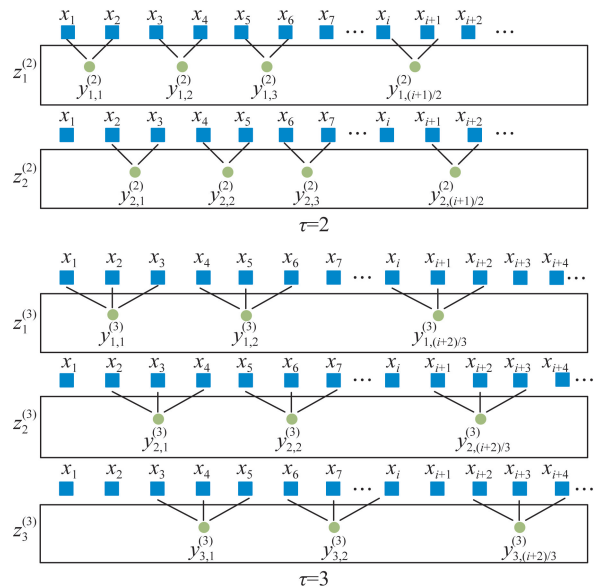 x₁ x₂ x₃ x₄ x₅ x₆ x₇ ··· xᵢ xᵢ₊₁ xᵢ₊₂ ···
z₁⁽²⁾ y₁,₁⁽²⁾ y₁,₂⁽²⁾ y₁,₃⁽²⁾ y₁,₍ᵢ₊₁₎/₂⁽²⁾
x₁ x₂ x₃ x₄ x₅ x₆ x₇ ··· xᵢ xᵢ₊₁ xᵢ₊₂ ···
z₂⁽²⁾ y₂,₁⁽²⁾ y₂,₂⁽²⁾ y₂,₃⁽²⁾ y₂,₍ᵢ₊₁₎/₂⁽²⁾
τ=2
x₁ x₂ x₃ x₄ x₅ x₆ x₇ ··· xᵢ xᵢ₊₁ xᵢ₊₂ xᵢ₊₃ xᵢ₊₄ ···
z₁⁽³⁾ y₁,₁⁽³⁾ y₁,₂⁽³⁾ y₁,₍ᵢ₊₂₎/₃⁽³⁾
x₁ x₂ x₃ x₄ x₅ x₆ x₇ ··· xᵢ xᵢ₊₁ xᵢ₊₂ xᵢ₊₃ xᵢ₊₄ ···
z₂⁽³⁾ y₂,₁⁽³⁾ y₂,₂⁽³⁾ y₂,₍ᵢ₊₂₎/₃⁽³⁾
x₁ x₂ x₃ x₄ x₅ x₆ x₇ ··· xᵢ xᵢ₊₁ xᵢ₊₂ xᵢ₊₃ xᵢ₊₄ ···
z₃⁽³⁾ y₃,₁⁽³⁾ y₃,₂⁽³⁾ y₃,₍ᵢ₊₂₎/₃⁽³⁾
τ=3